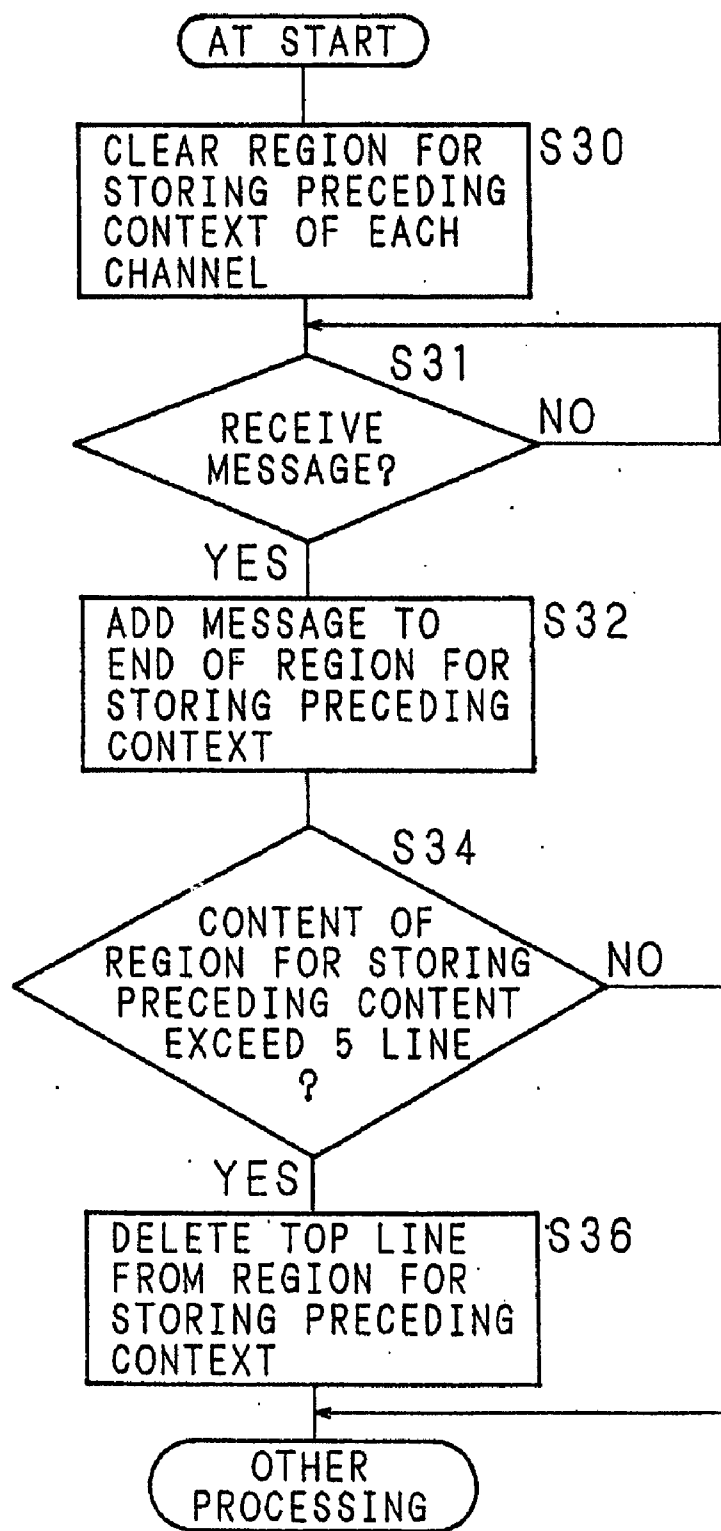 AT START
CLEAR REGION FOR
STORING PRECEDING
CONTEXT OF EACH
CHANNEL
S30
S31
RECEIVE
MESSAGE?
NO
YES
ADD MESSAGE TO
END OF REGION FOR
STORING PRECEDING
CONTEXT
S32
S34
CONTENT OF
REGION FOR STORING
PRECEDING CONTENT
EXCEED 5 LINE
?
NO
YES
DELETE TOP LINE
FROM REGION FOR
STORING PRECEDING
CONTEXT
S36
OTHER
PROCESSING